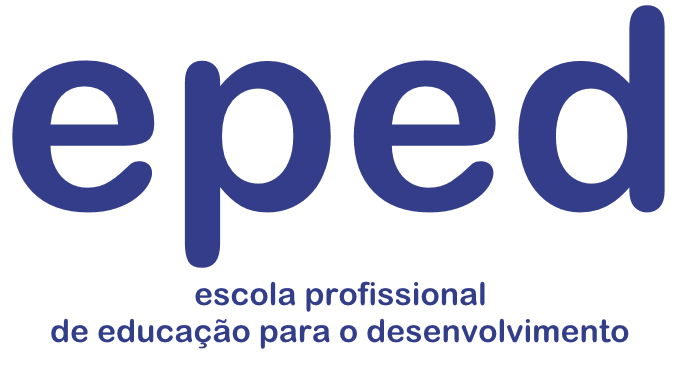 eped
escola profissional
de educação para o desenvolvimento